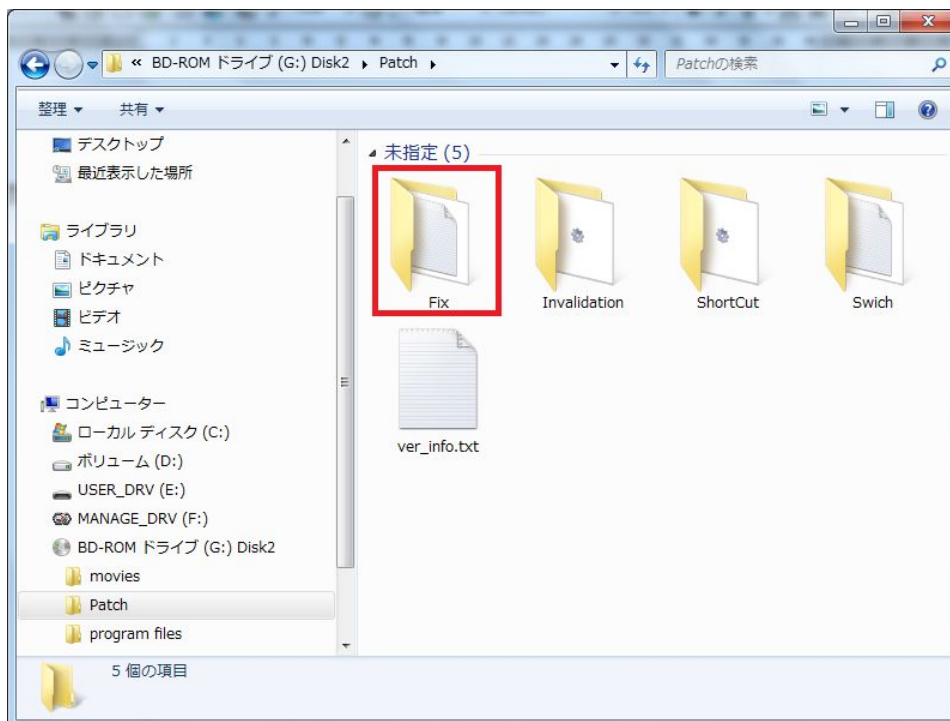 « BD-ROM ドライブ (G:) Disk2 ▸ Patch ▸
Patchの検索
整理 ▼ 共有 ▼
デスクトップ
最近表示した場所
ライブラリ
ドキュメント
ピクチャ
ビデオ
ミュージック
コンピューター
ローカル ディスク (C:)
ボリューム (D:)
USER_DRV (E:)
MANAGE_DRV (F:)
BD-ROM ドライブ (G:) Disk2
movies
Patch
program files
未指定 (5)
Fix Invalidation ShortCut Swich
ver_info.txt
5 個の項目